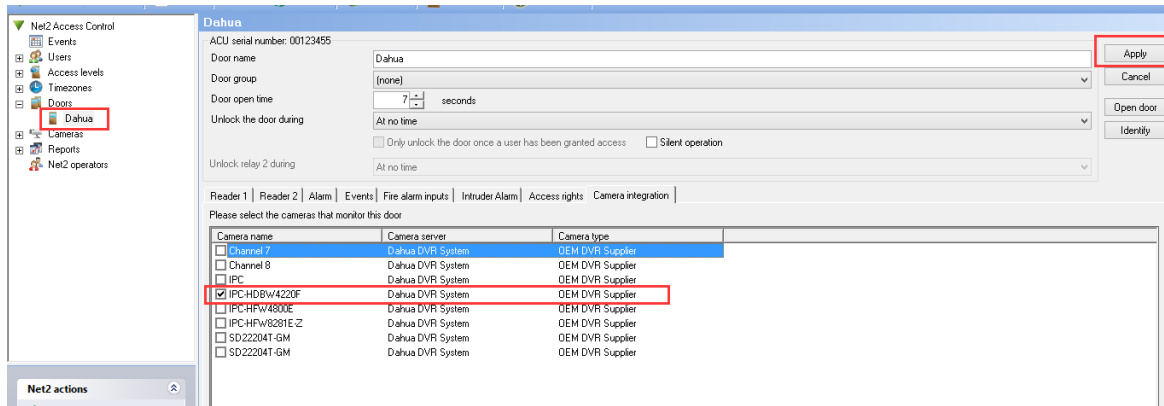 Net2 Access Control
Events
Users
Access levels
Timezones
Doors
Dahua
Cameras
Reports
Net2 operators
Net2 actions
Dahua
ACU serial number: 00123455
Door name Dahua
Door group (none)
Door open time 7 seconds
Unlock the door during At no time
Only unlock the door once a user has been granted access Silent operation
Unlock relay 2 during At no time
Reader 1 Reader 2 Alarm Events Fire alarm inputs Intruder Alarm Access rights Camera integration
Please select the cameras that monitor this door
Camera name Camera server Camera type
Channel 7 Dahua DVR System OEM DVR Supplier
Channel 8 Dahua DVR System OEM DVR Supplier
IPC Dahua DVR System OEM DVR Supplier
IPC-HDBW4220F Dahua DVR System OEM DVR Supplier
IPC-HFW4800E Dahua DVR System OEM DVR Supplier
IPC-HFW8281E-Z Dahua DVR System OEM DVR Supplier
SD22204T-GM Dahua DVR System OEM DVR Supplier
SD22204T-GM Dahua DVR System OEM DVR Supplier
Apply
Cancel
Open door
Identify